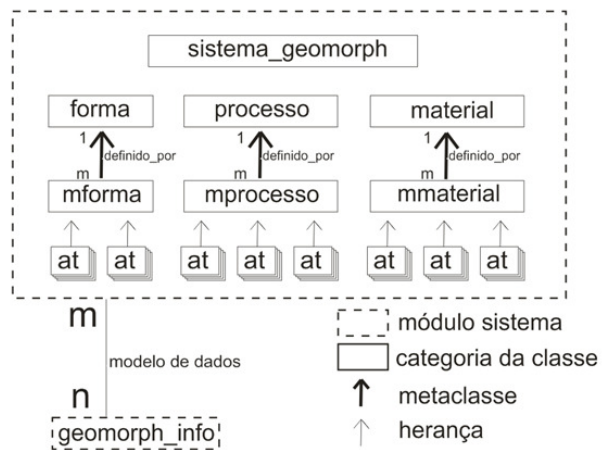 sistema_geomorph
forma processo material
1 1 1
definido_por definido_por definido_por
m m m
mforma mprocesso mmaterial
at at at at at at at at
m
modelo de dados
n
geomorph_info
módulo sistema
categoria da classe
metaclasse
herança